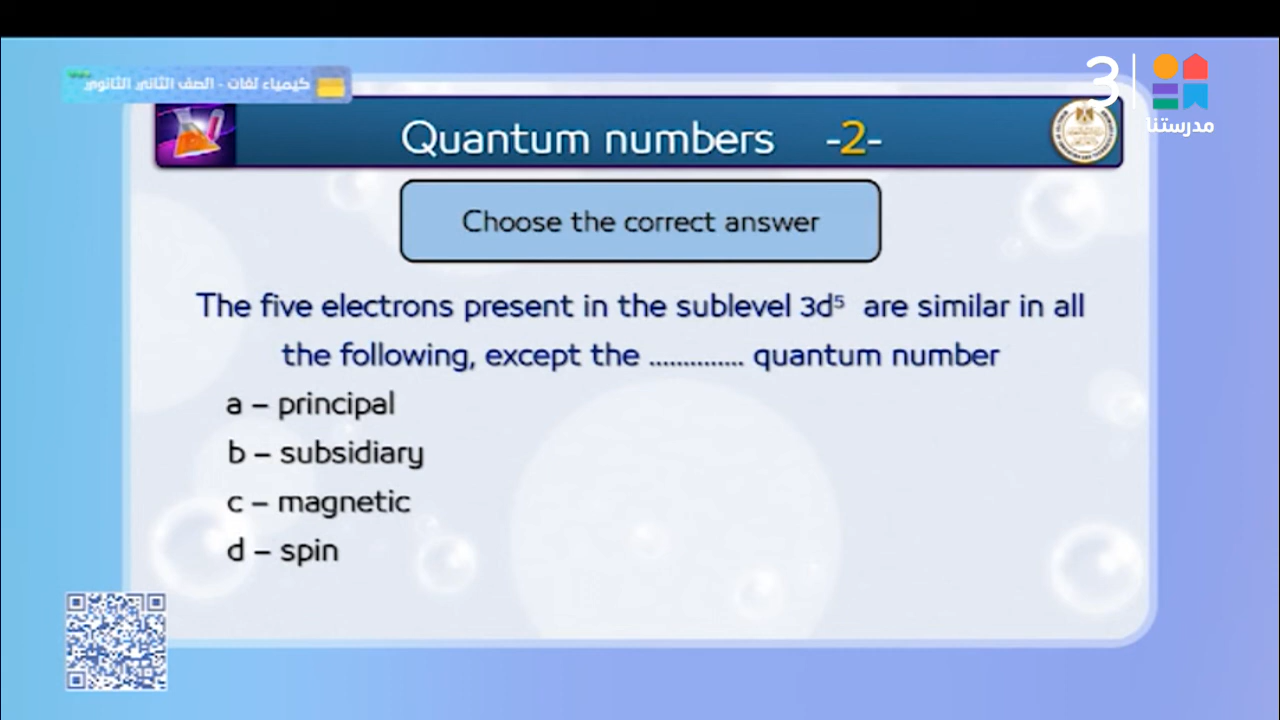 3
مدرستنا
كيمياء لغات - الصف الثاني الثانوي
Quantum numbers -2-
Choose the correct answer
The five electrons present in the sublevel 3d⁵ are similar in all
the following, except the .............. quantum number
a – principal
b – subsidiary
c – magnetic
d – spin